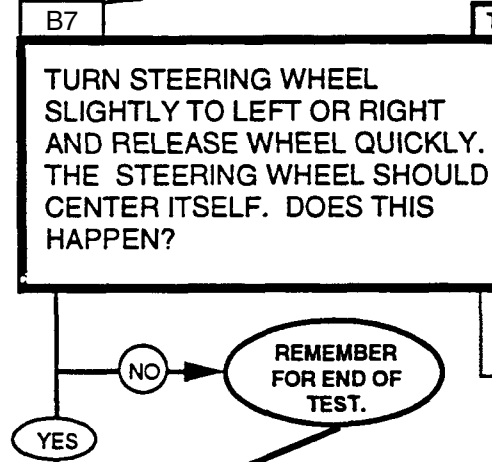 B7
TURN STEERING WHEEL
SLIGHTLY TO LEFT OR RIGHT
AND RELEASE WHEEL QUICKLY.
THE STEERING WHEEL SHOULD
CENTER ITSELF. DOES THIS
HAPPEN?
NO
REMEMBER
FOR END OF
TEST.
YES